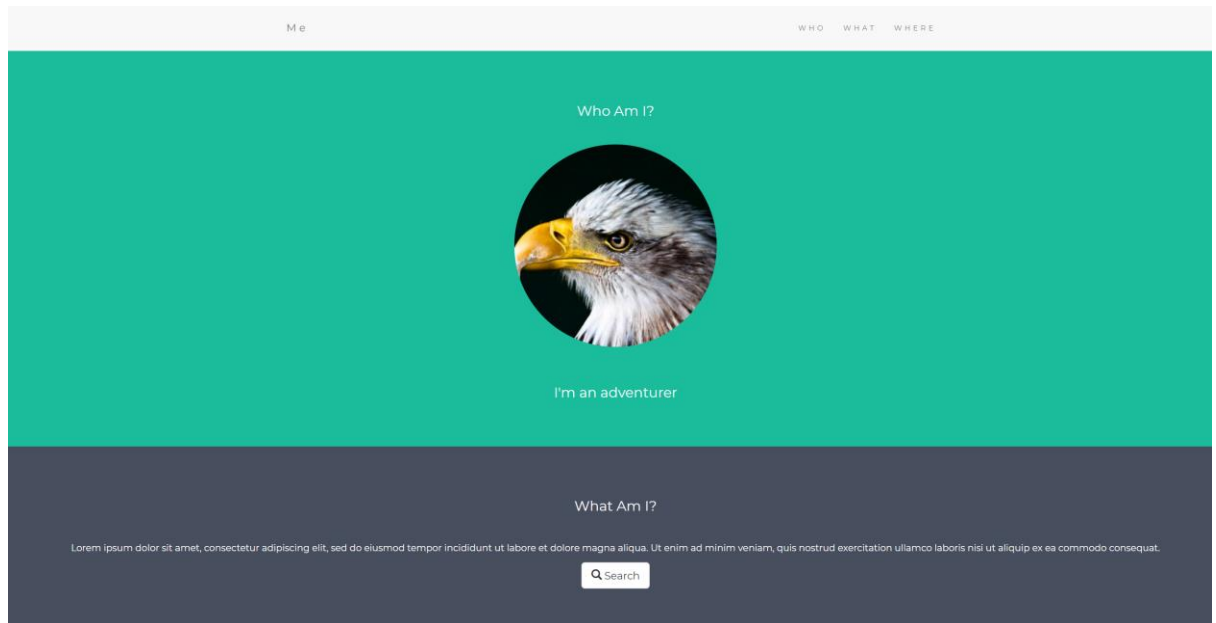 Me
WHO WHAT WHERE
Who Am I?
I'm an adventurer
What Am I?
Lorem ipsum dolor sit amet, consectetur adipiscing elit, sed do eiusmod tempor incididunt ut labore et dolore magna aliqua. Ut enim ad minim veniam, quis nostrud exercitation ullamco laboris nisi ut aliquip ex ea commodo consequat.
Search